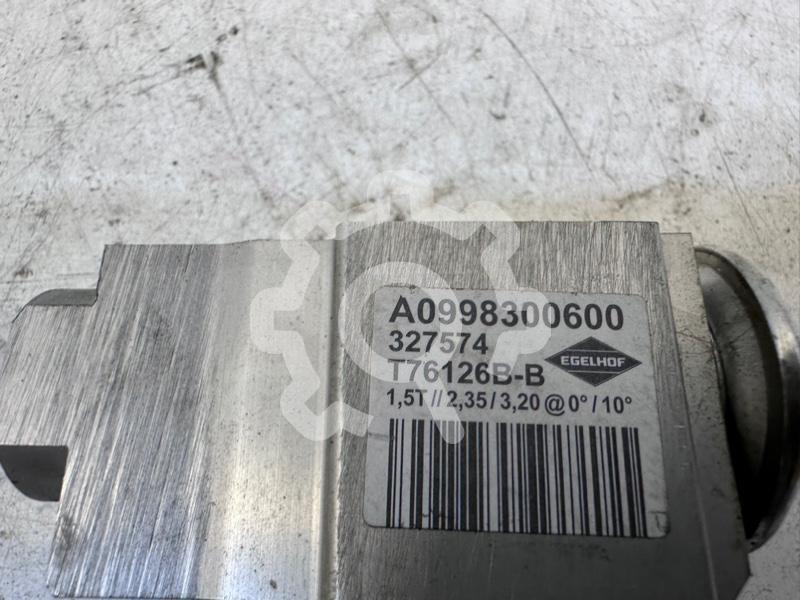 A0998300600
327574
EGELHOF
T76126B-B
1,5T//2,35/3,20@0°/10°